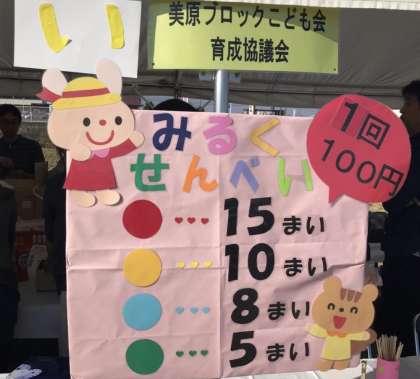 い
美原ブロックこども会
育成協議会
1回
100円
みるく
せんべい
15まい
10まい
8まい
5まい